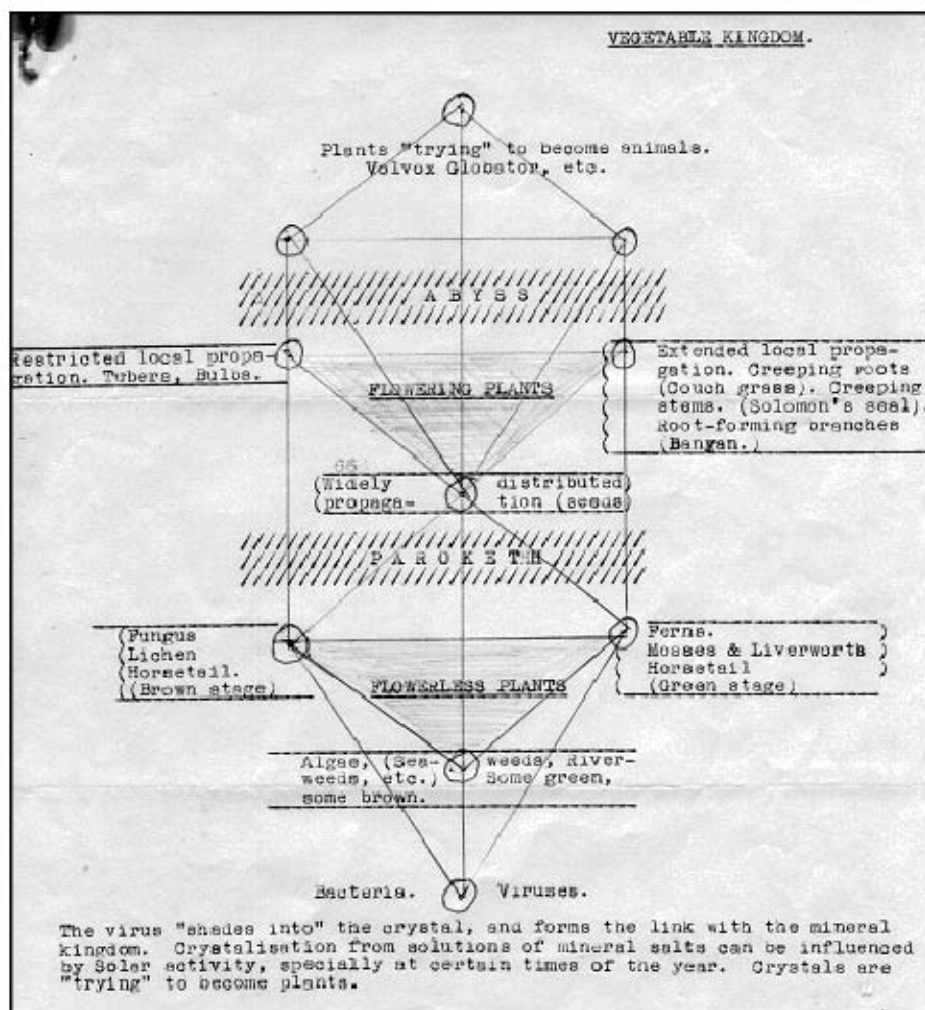 VEGETABLE KINGDOM.
Plants "trying" to become animals.
Volvox Globator, etc.
A B Y S S
Restricted local propa-
gation. Tubers, Bulbs.
FLOWERING PLANTS
Extended local propa-
gation. Creeping roots
(Couch grass). Creeping
stems. (Solomon's seal).
Root-forming branches
(Banyan.)
(Widely distributed)
(propaga- tion (seeds)
P A R O K E T H
(Fungus
(Lichen
(Horsetail.
((Brown stage)
FLOWERLESS PLANTS
Ferns.
Mosses & Liverworth
Horsetail
(Green stage)
Algae, (Sea- weeds, River-
weeds, etc.) Some green,
some brown.
Bacteria. Viruses.
The virus "shades into" the crystal, and forms the link with the mineral
kingdom. Crystalisation from solutions of mineral salts can be influenced
by Solar activity, specially at certain times of the year. Crystals are
"trying" to become plants.